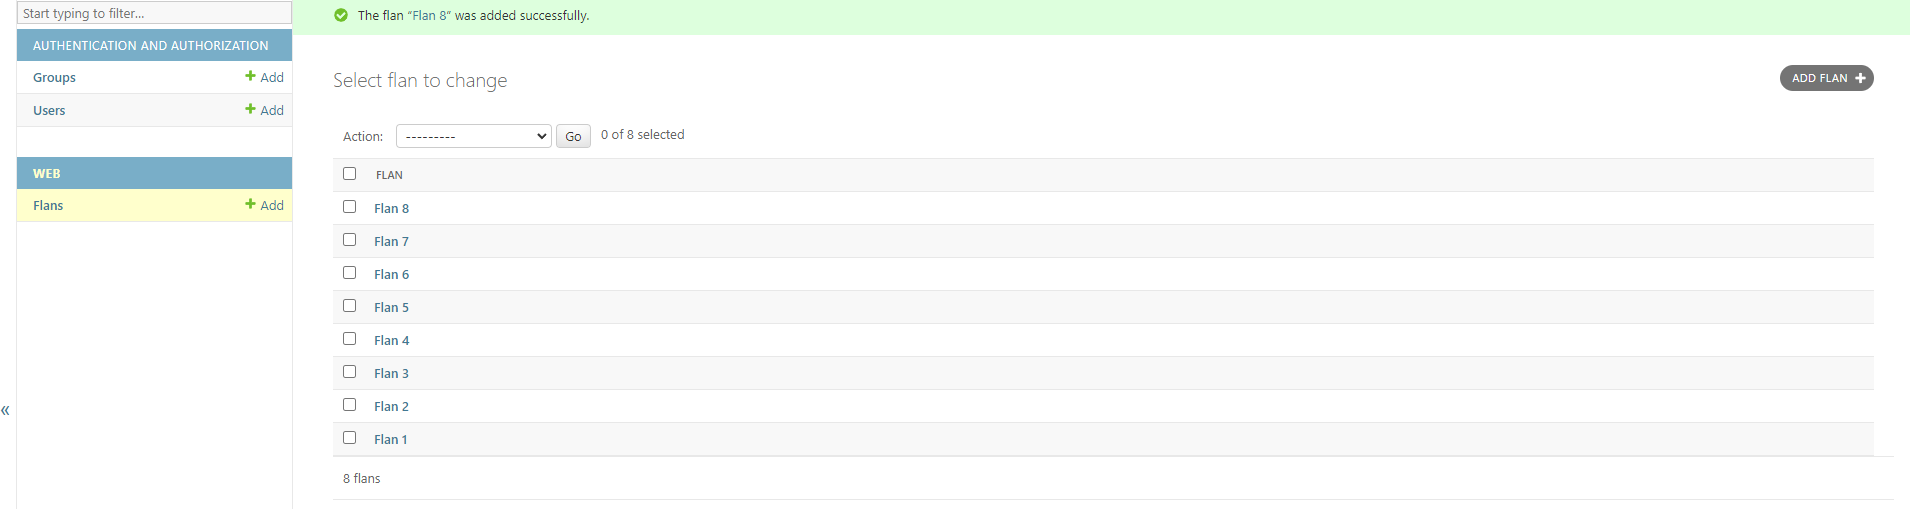 Start typing to filter...
The flan “Flan 8” was added successfully.
AUTHENTICATION AND AUTHORIZATION
Groups + Add
Users + Add
WEB
Flans + Add
«
Select flan to change
ADD FLAN +
Action: --------- Go 0 of 8 selected
FLAN
Flan 8
Flan 7
Flan 6
Flan 5
Flan 4
Flan 3
Flan 2
Flan 1
8 flans